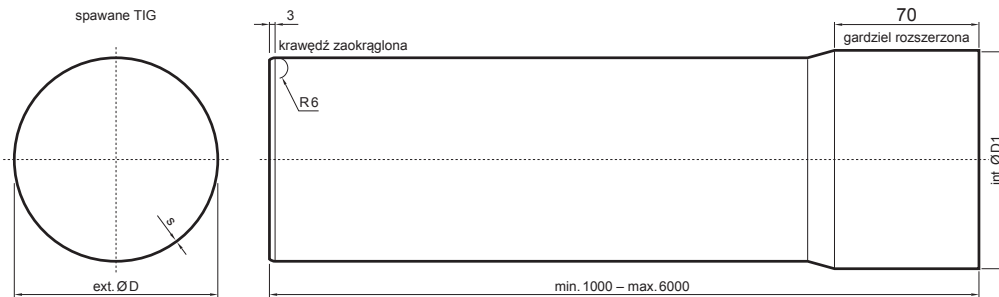 spawane TIG
3
krawędź zaokrąglona
R6
70
gardziel rozszerzona
int. ØD1
s
ext. ØD
min. 1000 – max. 6000